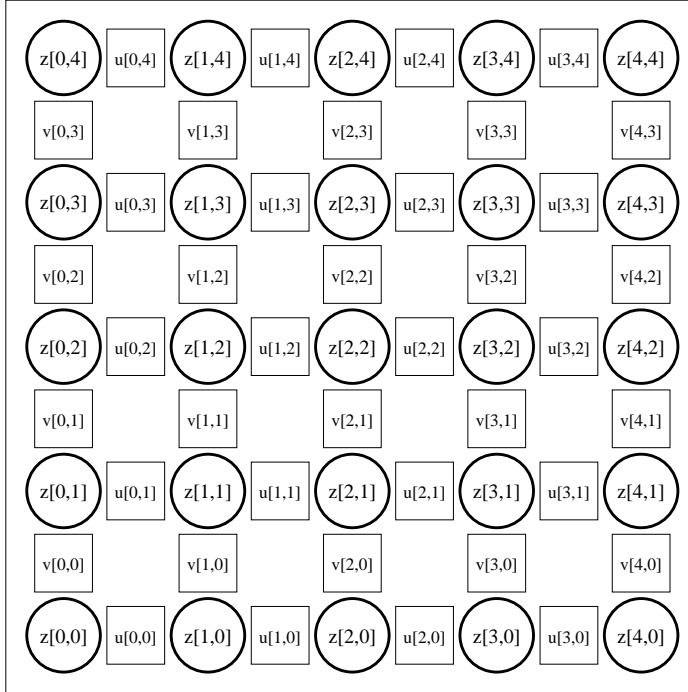 z[0,4] u[0,4] z[1,4] u[1,4] z[2,4] u[2,4] z[3,4] u[3,4] z[4,4]
v[0,3] v[1,3] v[2,3] v[3,3] v[4,3]
z[0,3] u[0,3] z[1,3] u[1,3] z[2,3] u[2,3] z[3,3] u[3,3] z[4,3]
v[0,2] v[1,2] v[2,2] v[3,2] v[4,2]
z[0,2] u[0,2] z[1,2] u[1,2] z[2,2] u[2,2] z[3,2] u[3,2] z[4,2]
v[0,1] v[1,1] v[2,1] v[3,1] v[4,1]
z[0,1] u[0,1] z[1,1] u[1,1] z[2,1] u[2,1] z[3,1] u[3,1] z[4,1]
v[0,0] v[1,0] v[2,0] v[3,0] v[4,0]
z[0,0] u[0,0] z[1,0] u[1,0] z[2,0] u[2,0] z[3,0] u[3,0] z[4,0]